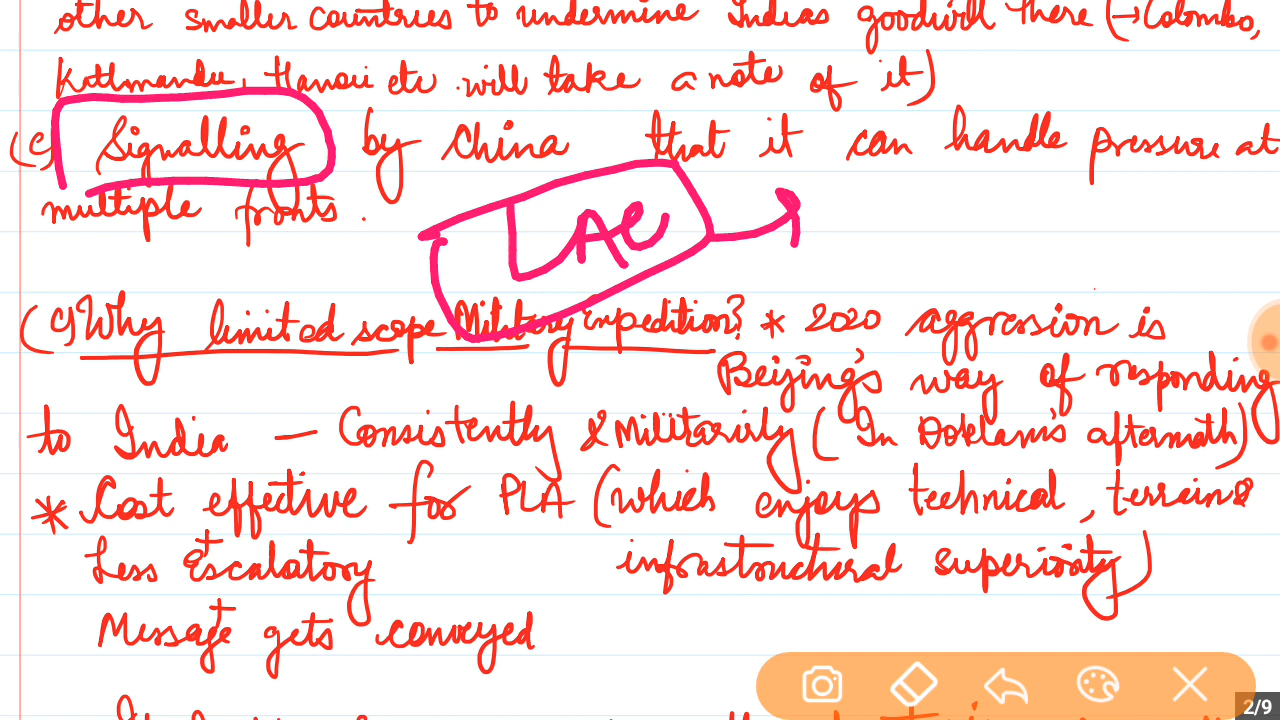 other smaller countries to undermine Indias goodwill there (→ Colombo,
Kathmandu, Hanoi etc. will take a note of it)
(c) Signalling by China that it can handle pressure at
multiple fronts.
LAC
(c) Why limited scope Military expedition? * 2020 aggression is
Beijing's way of responding
to India — Consistently & Militarily (In Doklam's aftermath)
* Cost effective for PLA (which enjoys technical, terrain &
+
Less Escalatory infrastructural superiority)
+
Message gets conveyed
2/9